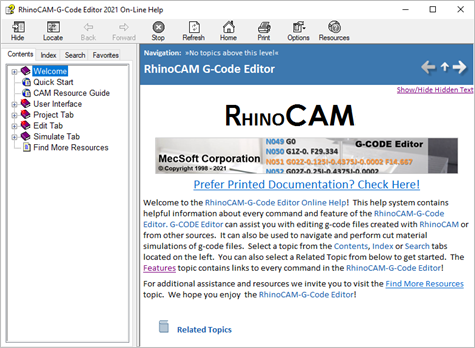 RhinoCAM-G-Code Editor 2021 On-Line Help
Hide Locate Back Forward Stop Refresh Home Print Options Resources
Contents Index Search Favorites
Welcome
Quick Start
CAM Resource Guide
User Interface
Project Tab
Edit Tab
Simulate Tab
Find More Resources
Navigation: »No topics above this level«
RhinoCAM G-Code Editor
Show/Hide Hidden Text
RHINOCAM
N049 G0
N050 G1Z-0. F29.334
N051 G02Z-0.125I-0.4375J-0.0002 F14.667
N052 G02Z-0.25I-0.4375J-0.0002
G-CODE Editor
MecSoft Corporation
©Copyright 1998 - 2021
Prefer Printed Documentation? Check Here!
Welcome to the RhinoCAM-G-Code Editor Online Help! This help system contains
helpful information about every command and feature of the RhinoCAM-G-Code
Editor. G-CODE Editor can assist you with editing g-code files created with RhinoCAM or
from other sources. It can also be used to navigate and perform cut material
simulations of g-code files. Select a topic from the Contents, Index or Search tabs
located on the left. You can also select a Related Topic from below to get started. The
Features topic contains links to every command in the RhinoCAM-G-Code Editor!
For additional assistance and resources we invite you to visit the Find More Resources
topic. We hope you enjoy the RhinoCAM-G-Code Editor!
Related Topics